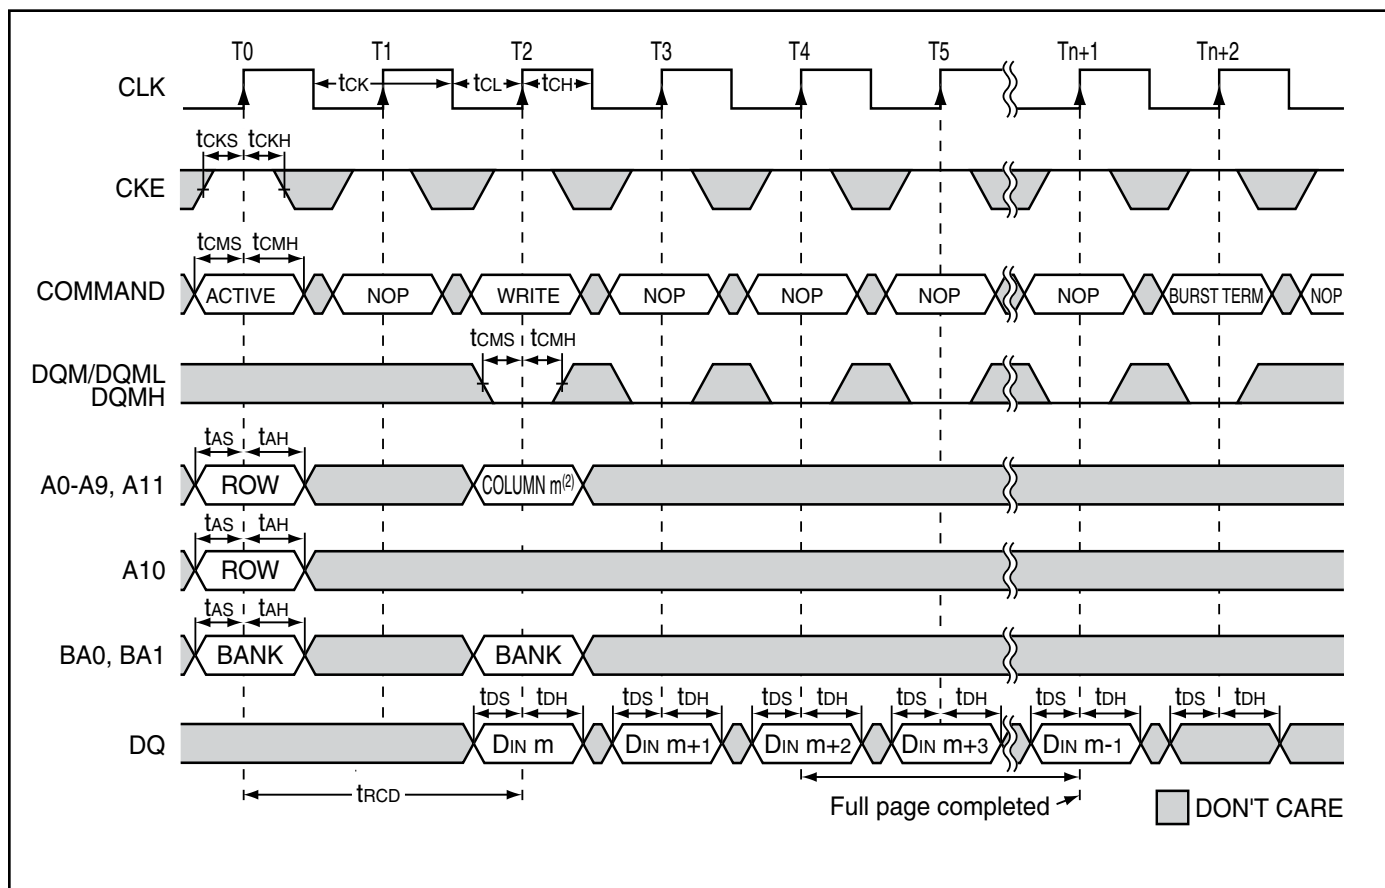 T0 T1 T2 T3 T4 T5 Tn+1 Tn+2
CLK tCK tCL tCH
tCKS tCKH
CKE
tCMS tCMH
COMMAND ACTIVE NOP WRITE NOP NOP NOP NOP BURST TERM NOP
tCMS tCMH
DQM/DQML
DQMH
tAS tAH
A0-A9, A11 ROW COLUMN m(2)
tAS tAH
A10 ROW
tAS tAH
BA0, BA1 BANK BANK
tDS tDH tDS tDH tDS tDH tDS tDH tDS tDH tDS tDH
DQ DIN m DIN m+1 DIN m+2 DIN m+3 DIN m-1
tRCD
Full page completed
DON'T CARE